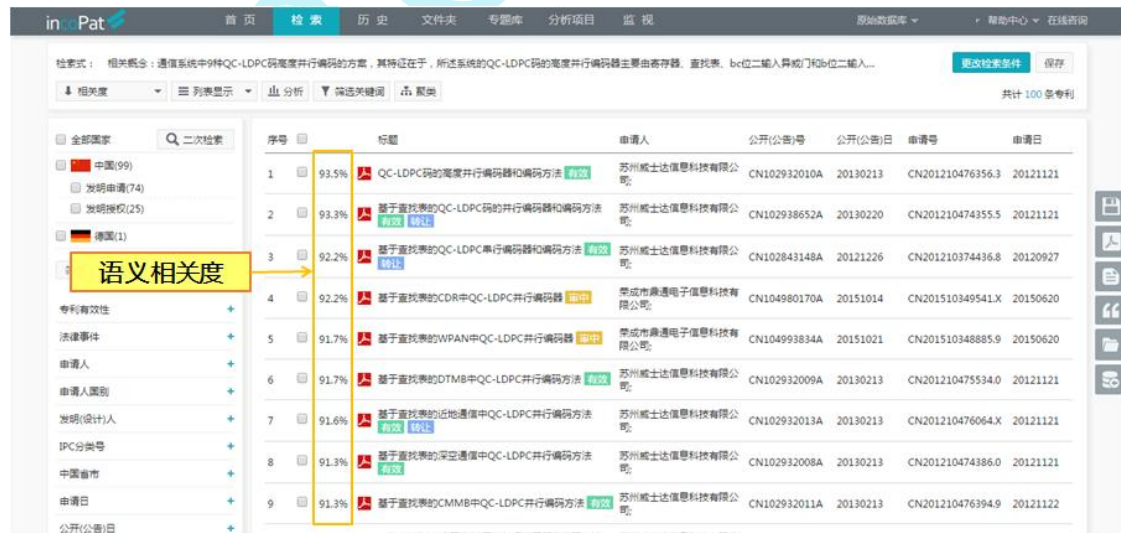 incoPat
首 页
检 索
历 史
文件夹
专题库
分析项目
监 视
原始数据库
帮助中心
在线咨询
检索式： 相关概念：通信系统中9种QC-LDPC码高度并行编码的方案，其特征在于，所述系统的QC-LDPC码的高度并行编码器主要由寄存器、查找表、bc位二输入异或门和b位二输入...
更改检索条件
保存
相关度
列表显示
分析
筛选关键词
聚类
共计 100 条专利
全部国家
二次检索
中国(99)
发明申请(74)
发明授权(25)
德国(1)
语义相关度
专利有效性 +
法律事件 +
申请人 +
申请人国别 +
发明(设计)人 +
IPC分类号 +
中国省市 +
申请日 +
公开(公告)日 +
序号 标题 申请人 公开(公告)号 公开(公告)日 申请号 申请日
1 93.5% QC-LDPC码的高度并行编码器和编码方法 有效 苏州威士达信息科技有限公司; CN102932010A 20130213 CN201210476356.3 20121121
2 93.3% 基于查找表的QC-LDPC码的并行编码器和编码方法 有效 转让 苏州威士达信息科技有限公司; CN102938652A 20130220 CN201210474355.5 20121121
3 92.2% 基于查找表的QC-LDPC串行编码器和编码方法 有效 转让 苏州威士达信息科技有限公司; CN102843148A 20121226 CN201210374436.8 20120927
4 92.2% 基于查找表的CDR中QC-LDPC并行编码器 审中 荣成市鼎通电子信息科技有限公司; CN104980170A 20151014 CN201510349541.X 20150620
5 91.7% 基于查找表的WPAN中QC-LDPC并行编码器 审中 荣成市鼎通电子信息科技有限公司; CN104993834A 20151021 CN201510348885.9 20150620
6 91.7% 基于查找表的DTMB中QC-LDPC并行编码方法 有效 苏州威士达信息科技有限公司; CN102932009A 20130213 CN201210475534.0 20121121
7 91.6% 基于查找表的近地通信中QC-LDPC并行编码方法 有效 转让 苏州威士达信息科技有限公司; CN102932013A 20130213 CN201210476064.X 20121121
8 91.3% 基于查找表的深空通信中QC-LDPC并行编码方法 有效 苏州威士达信息科技有限公司; CN102932008A 20130213 CN201210474386.0 20121121
9 91.3% 基于查找表的CMMB中QC-LDPC并行编码方法 有效 苏州威士达信息科技有限公司; CN102932011A 20130213 CN201210476394.9 20121122